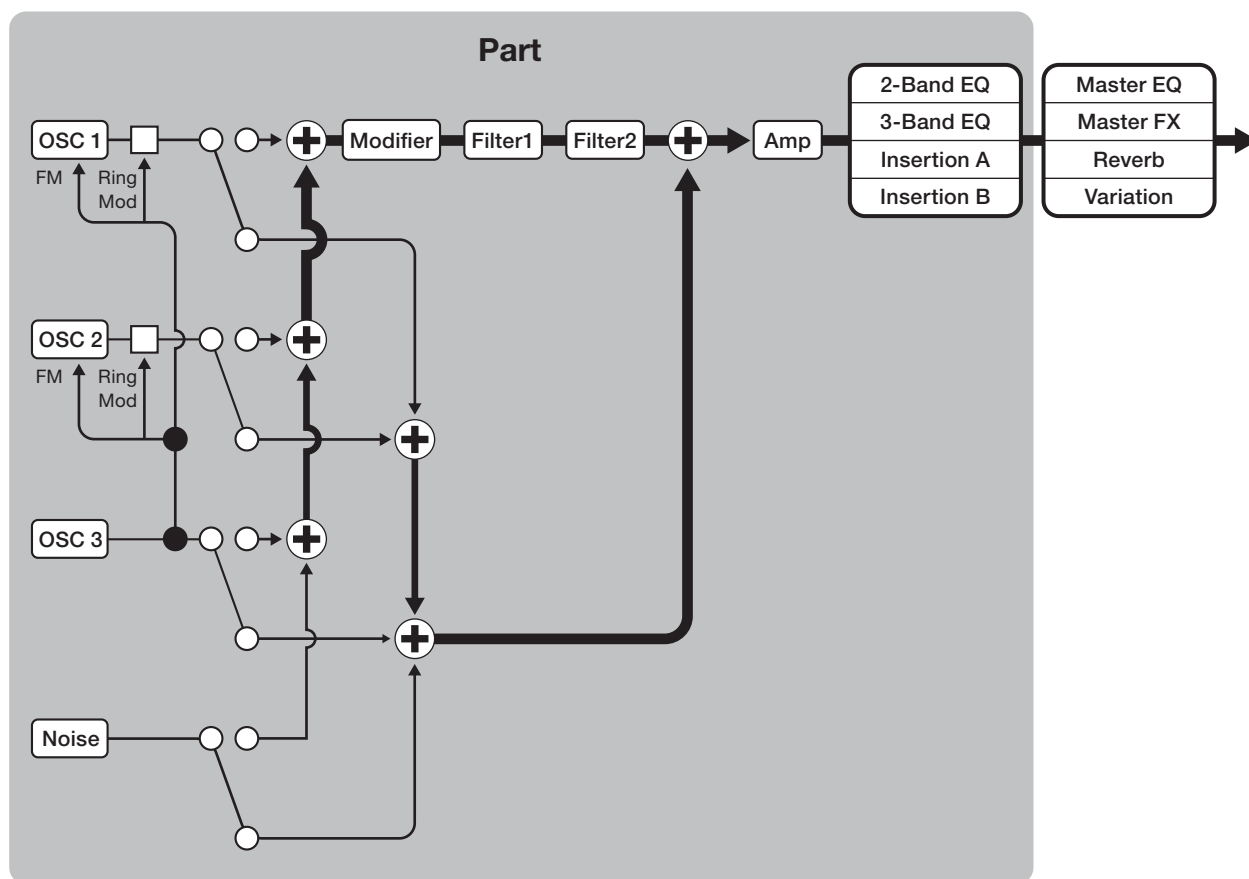 Part
OSC 1
FM
Ring
Mod
Modifier
Filter1
Filter2
Amp
2-Band EQ
3-Band EQ
Insertion A
Insertion B
Master EQ
Master FX
Reverb
Variation
OSC 2
FM
Ring
Mod
OSC 3
Noise